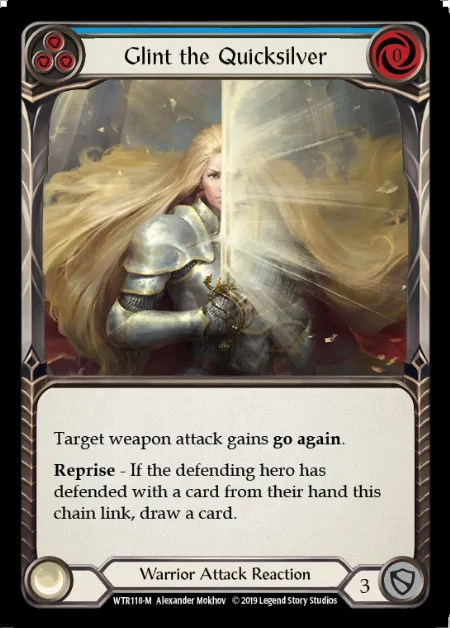 Glint the Quicksilver
0
Target weapon attack gains go again.
Reprise - If the defending hero has
defended with a card from their hand this
chain link, draw a card.
Warrior Attack Reaction
3
WTR118-M Alexander Mokhov © 2019 Legend Story Studios